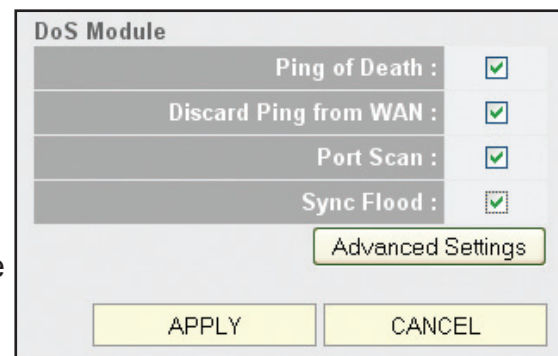 DoS Module
Ping of Death :
Discard Ping from WAN :
Port Scan :
Sync Flood :
Advanced Settings
e
APPLY CANCEL